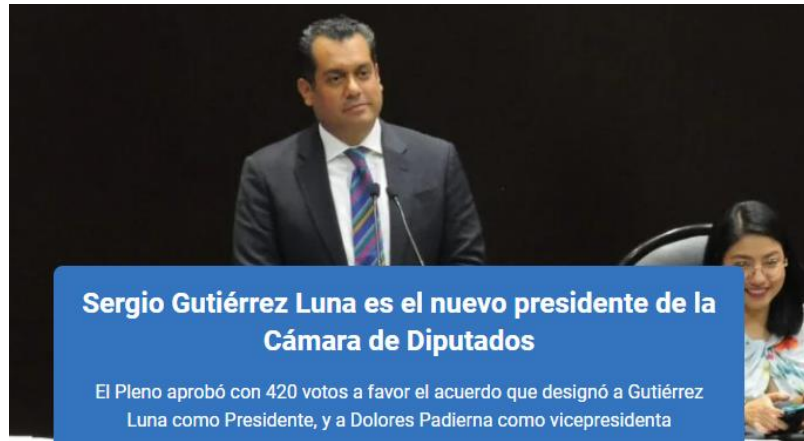 Sergio Gutiérrez Luna es el nuevo presidente de la
Cámara de Diputados
El Pleno aprobó con 420 votos a favor el acuerdo que designó a Gutiérrez
Luna como Presidente, y a Dolores Padierna como vicepresidenta